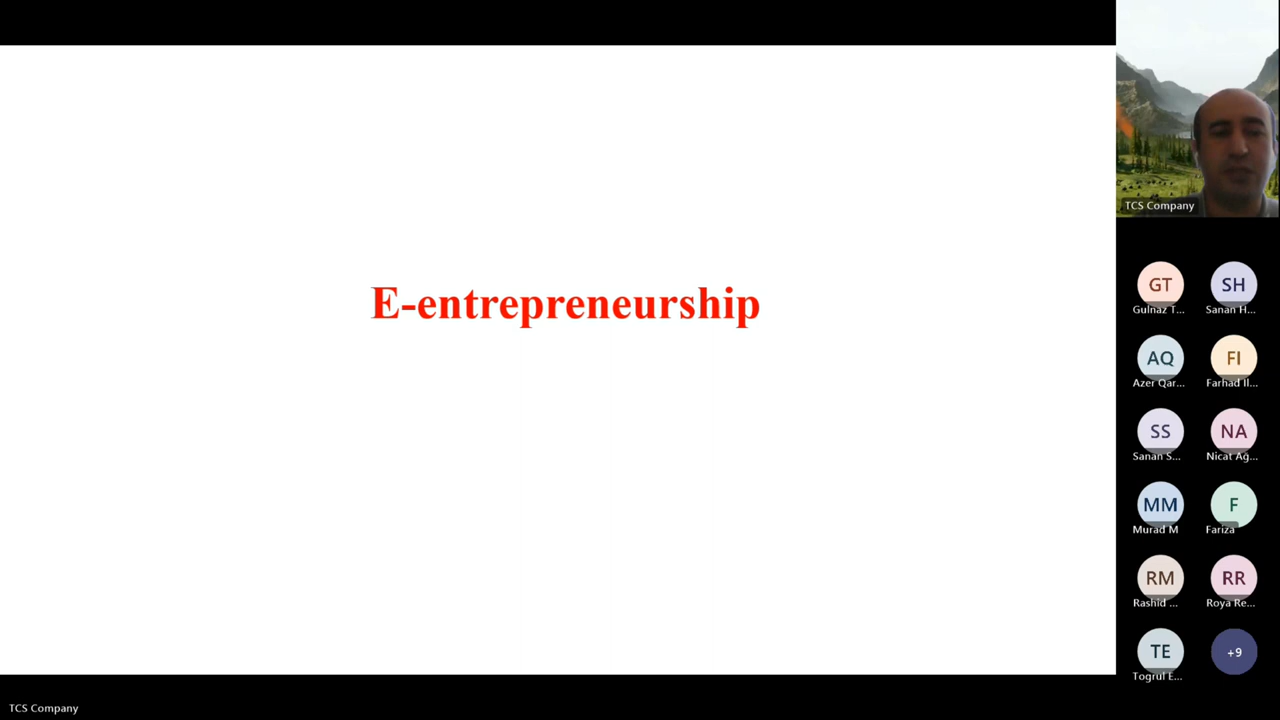 E-entrepreneurship
TCS Company
GT
SH
Gulnaz T...
Sanan H...
AQ
FI
Azer Qar...
Farhad Il...
SS
NA
Sanan S...
Nicat Ağ...
MM
F
Murad M
Fariza
RM
RR
Rashid ...
Roya Re...
TE
+9
Togrul E...
TCS Company